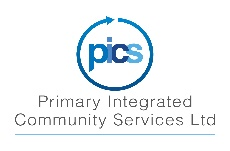 pics
Primary Integrated
Community Services Ltd